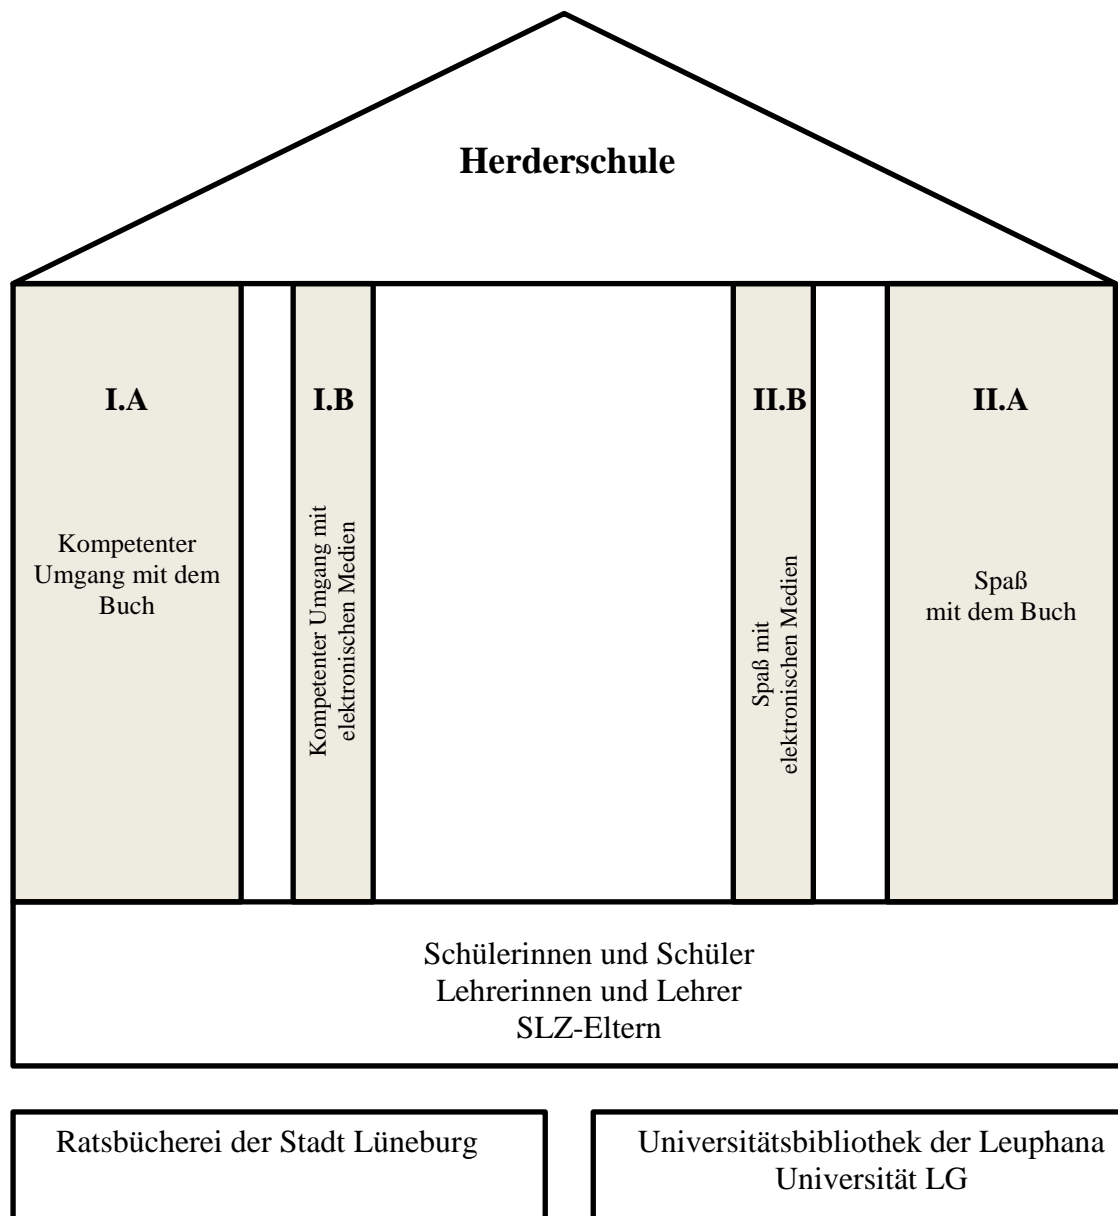 Herderschule
I.A
I.B
II.B
II.A
Kompetenter
Umgang mit dem
Buch
Kompetenter Umgang mit
elektronischen Medien
Spaß mit
elektronischen Medien
Spaß
mit dem Buch
Schülerinnen und Schüler
Lehrerinnen und Lehrer
SLZ-Eltern
Ratsbücherei der Stadt Lüneburg
Universitätsbibliothek der Leuphana
Universität LG